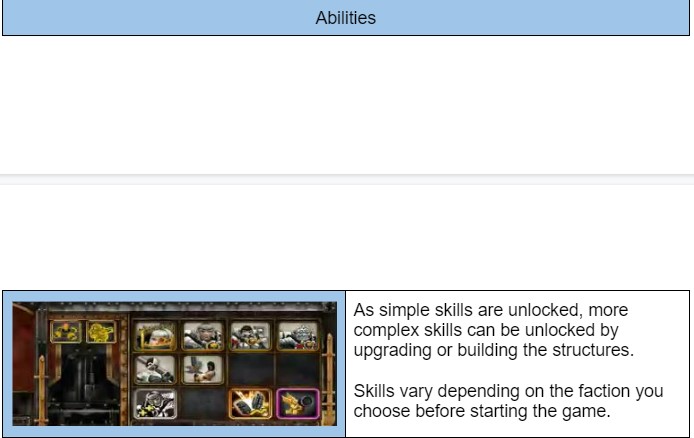 Abilities
As simple skills are unlocked, more
complex skills can be unlocked by
upgrading or building the structures.
Skills vary depending on the faction you
choose before starting the game.